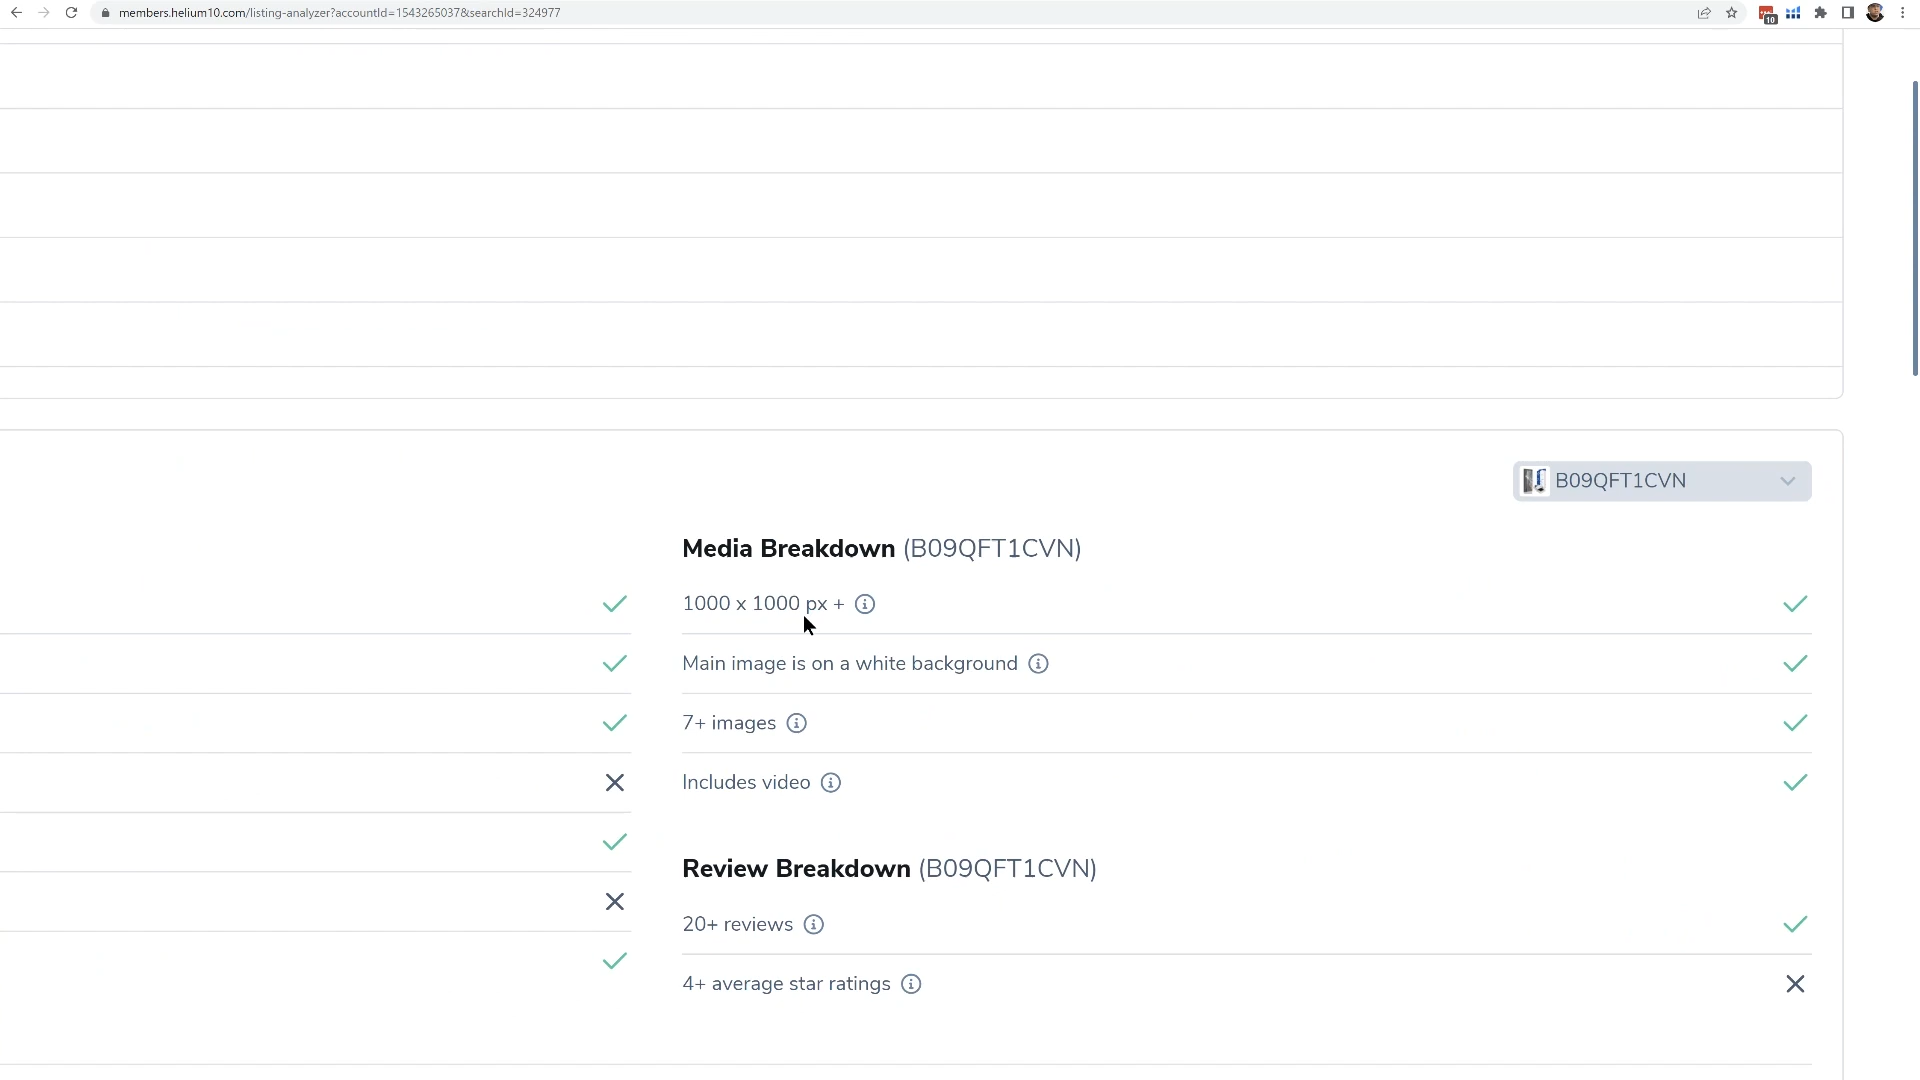 members.helium10.com/listing-analyzer?accountId=1543265037&searchId=324977
10
B09QFT1CVN
Media Breakdown (B09QFT1CVN)
1000 x 1000 px +
Main image is on a white background
7+ images
Includes video
Review Breakdown (B09QFT1CVN)
20+ reviews
4+ average star ratings